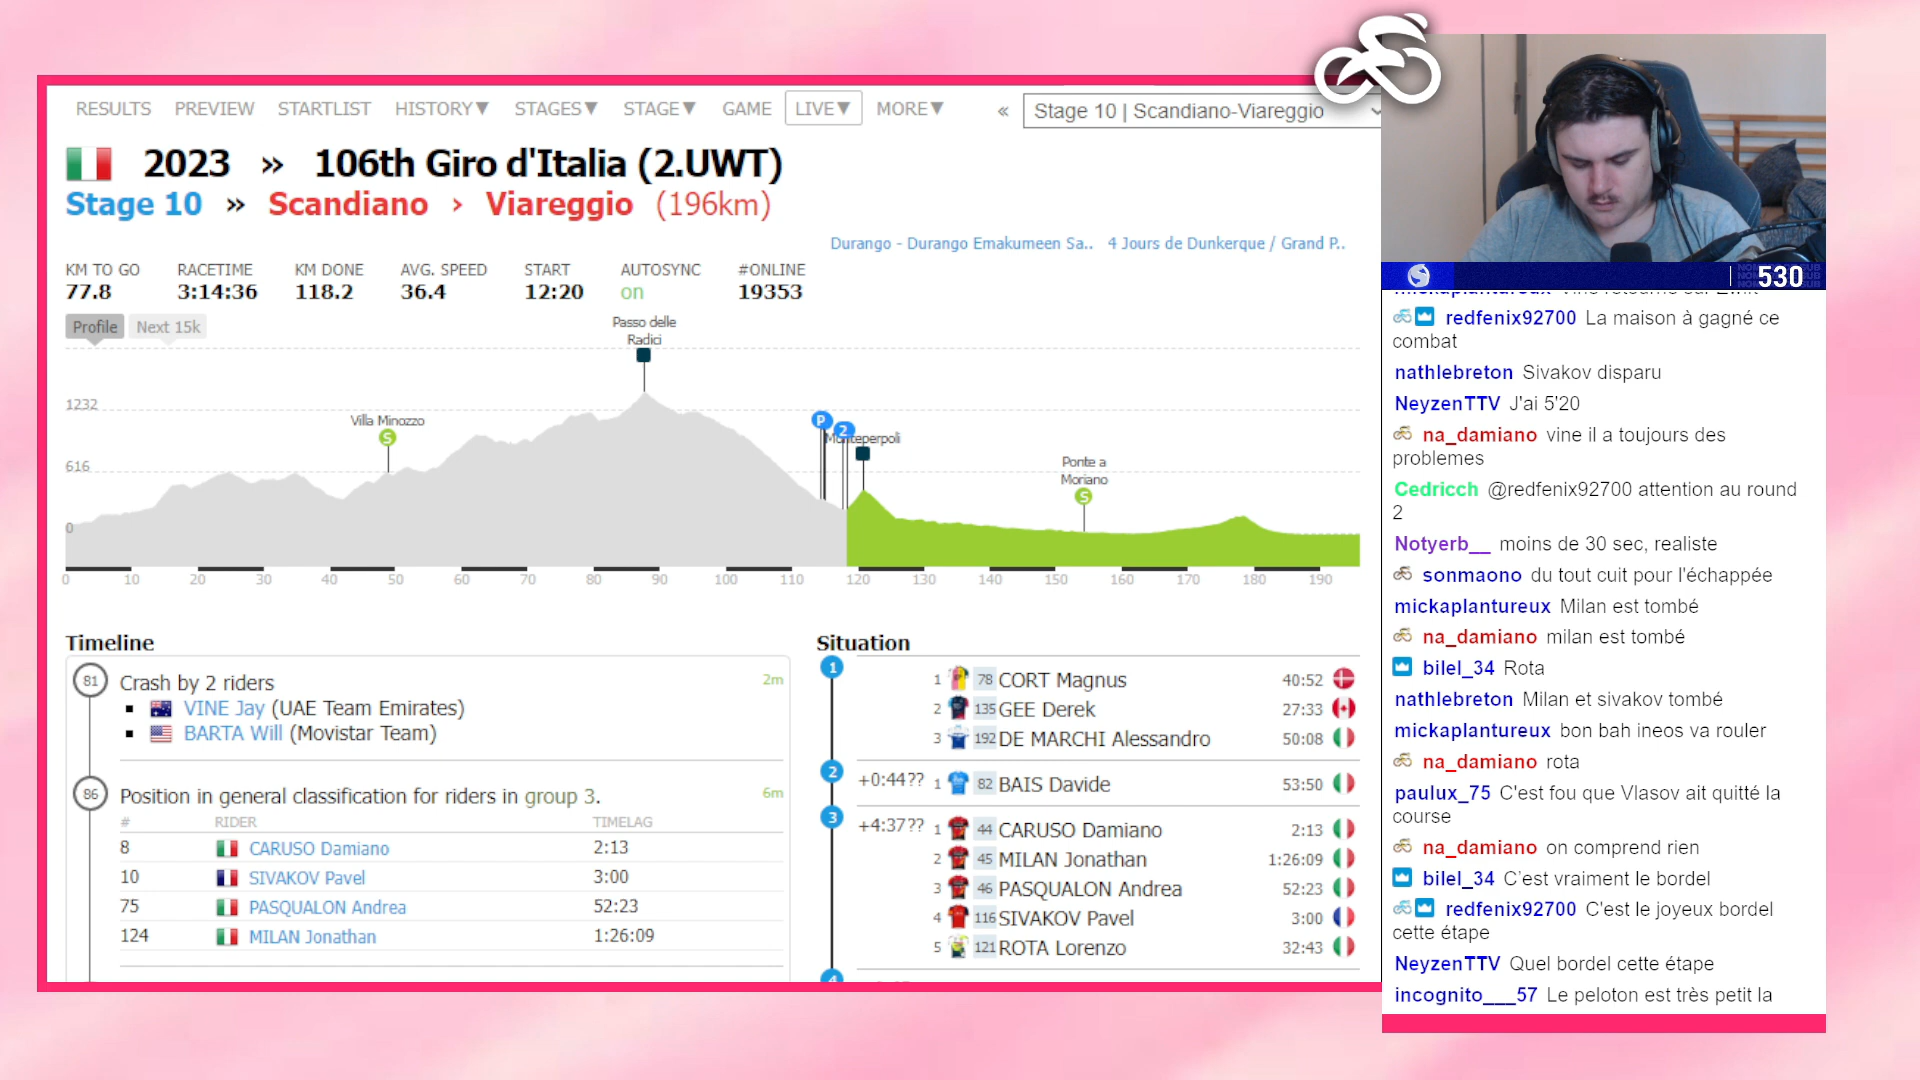 RESULTS PREVIEW STARTLIST HISTORY▼ STAGES▼ STAGE▼ GAME LIVE▼ MORE▼ « Stage 10 | Scandiano-Viareggio
2023 » 106th Giro d'Italia (2.UWT)
Stage 10 » Scandiano › Viareggio (196km)
Durango - Durango Emakumeen Sa.. 4 Jours de Dunkerque / Grand P..
KM TO GO RACETIME KM DONE AVG. SPEED START AUTOSYNC #ONLINE
77.8 3:14:36 118.2 36.4 12:20 on 19353
Profile Next 15k
Passo delle
Radici
1232
Villa Minozzo
S
P
2
Monteperpoli
616
Ponte a
Moriano
S
0
0 10 20 30 40 50 60 70 80 90 100 110 120 130 140 150 160 170 180 190
Timeline
81 Crash by 2 riders 2m
VINE Jay (UAE Team Emirates)
BARTA Will (Movistar Team)
86 Position in general classification for riders in group 3. 6m
# RIDER TIMELAG
8 CARUSO Damiano 2:13
10 SIVAKOV Pavel 3:00
75 PASQUALON Andrea 52:23
124 MILAN Jonathan 1:26:09
Situation
1
1 78 CORT Magnus 40:52
2 135 GEE Derek 27:33
3 192 DE MARCHI Alessandro 50:08
2
+0:44?? 1 82 BAIS Davide 53:50
3
+4:37?? 1 44 CARUSO Damiano 2:13
2 45 MILAN Jonathan 1:26:09
3 46 PASQUALON Andrea 52:23
4 116 SIVAKOV Pavel 3:00
5 121 ROTA Lorenzo 32:43
4
530
redfenix92700 La maison à gagné ce
combat
nathlebreton Sivakov disparu
NeyzenTTV J'ai 5'20
na_damiano vine il a toujours des
problemes
Cedricch @redfenix92700 attention au round
2
Notyerb__ moins de 30 sec, realiste
sonmaono du tout cuit pour l'échappée
mickaplantureux Milan est tombé
na_damiano milan est tombé
bilel_34 Rota
nathlebreton Milan et sivakov tombé
mickaplantureux bon bah ineos va rouler
na_damiano rota
paulux_75 C'est fou que Vlasov ait quitté la
course
na_damiano on comprend rien
bilel_34 C'est vraiment le bordel
redfenix92700 C'est le joyeux bordel
cette étape
NeyzenTTV Quel bordel cette étape
incognito___57 Le peloton est très petit la